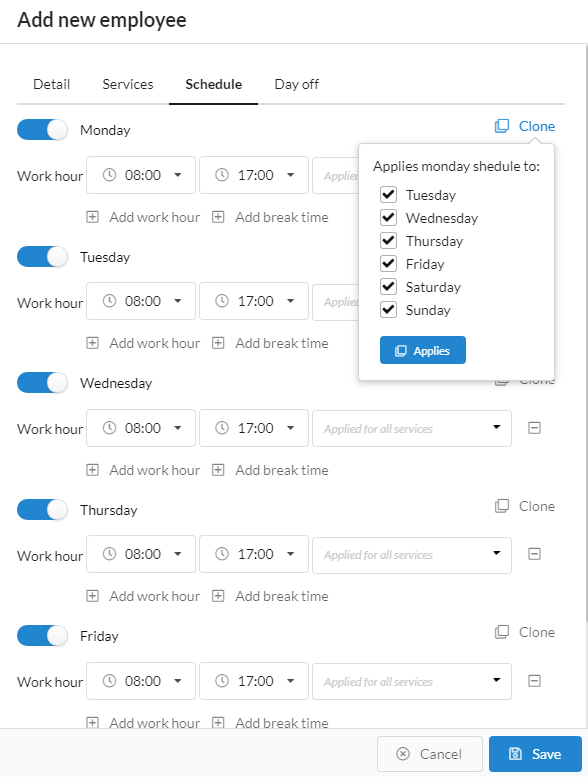 Add new employee
Detail Services Schedule Day off
Monday Clone
Applies monday shedule to:
Work hour 08:00 17:00 Applied
Tuesday
Wednesday
Add work hour Add break time
Thursday
Tuesday
Friday
Saturday
Work hour 08:00 17:00 Applied
Sunday
Add work hour Add break time
Applies
Wednesday Clone
Work hour 08:00 17:00 Applied for all services
Add work hour Add break time
Thursday Clone
Work hour 08:00 17:00 Applied for all services
Add work hour Add break time
Friday Clone
Work hour 08:00 17:00 Applied for all services
Add work hour Add break time
Cancel Save